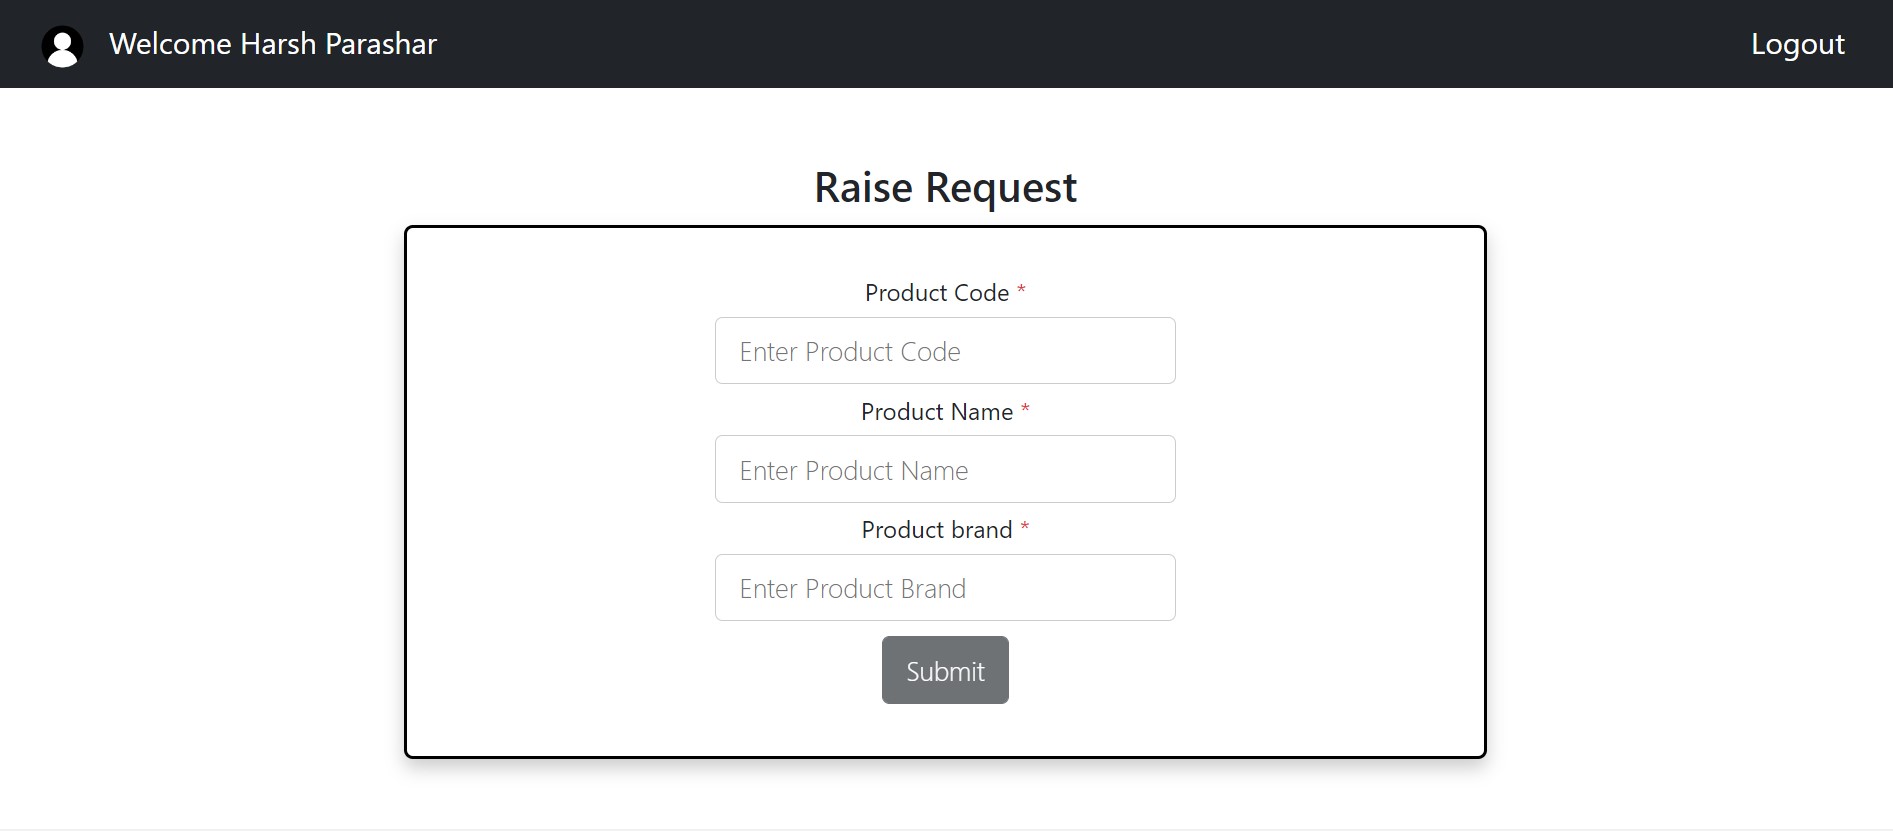 Welcome Harsh Parashar
Logout
Raise Request
Product Code *
Enter Product Code
Product Name *
Enter Product Name
Product brand *
Enter Product Brand
Submit